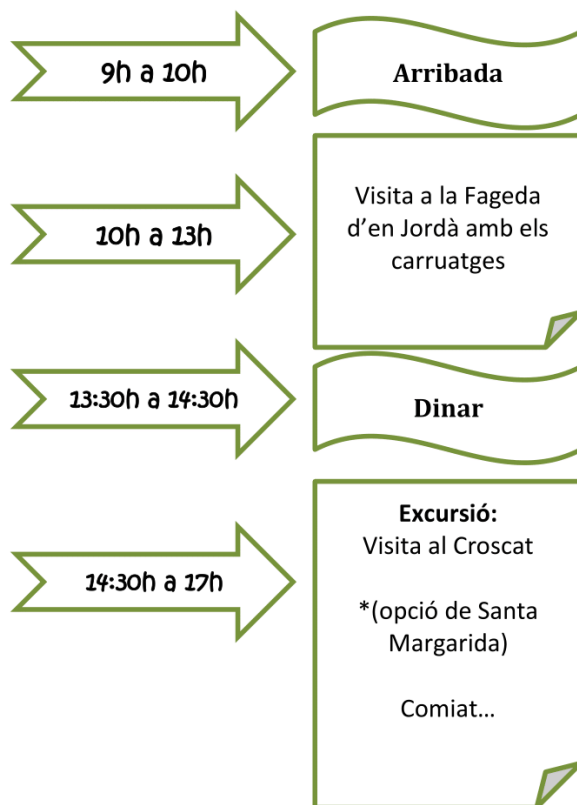 9h a 10h
Arribada
10h a 13h
Visita a la Fageda
d’en Jordà amb els
carruatges
13:30h a 14:30h
Dinar
14:30h a 17h
Excursió:
Visita al Croscat
*(opció de Santa
Margarida)
Comiat...